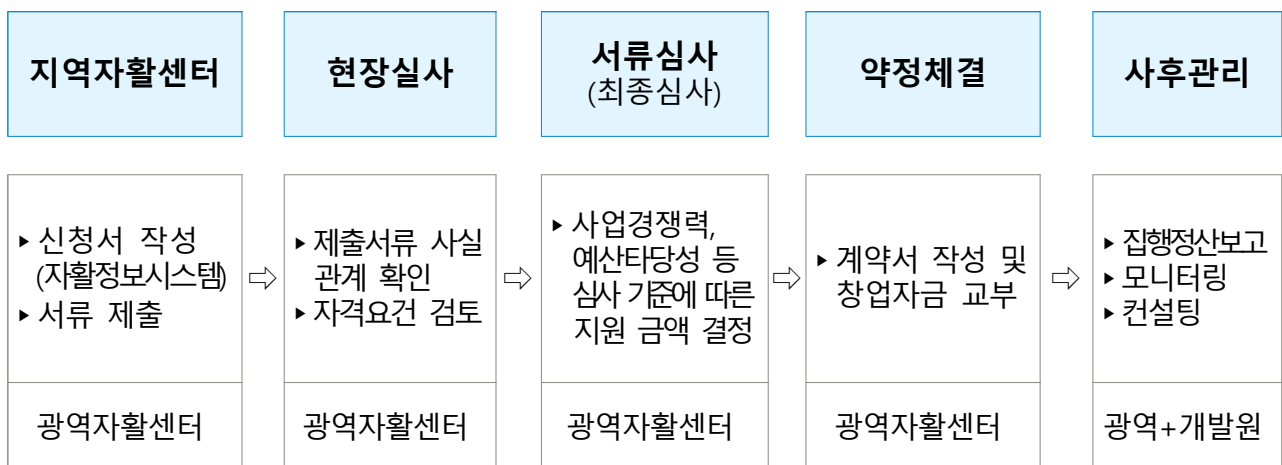 지역자활센터
현장실사
서류심사
(최종심사)
약정체결
사후관리
▸ 신청서 작성
(자활정보시스템)
▸ 서류 제출
⇨
▸ 제출서류 사실
관계 확인
▸ 자격요건 검토
⇨
▸ 사업경쟁력,
예산타당성 등
심사 기준에 따른
지원 금액 결정
⇨
▸ 계약서 작성 및
창업자금 교부
⇨
▸ 집행정산보고
▸ 모니터링
▸ 컨설팅
광역자활센터
광역자활센터
광역자활센터
광역자활센터
광역+개발원